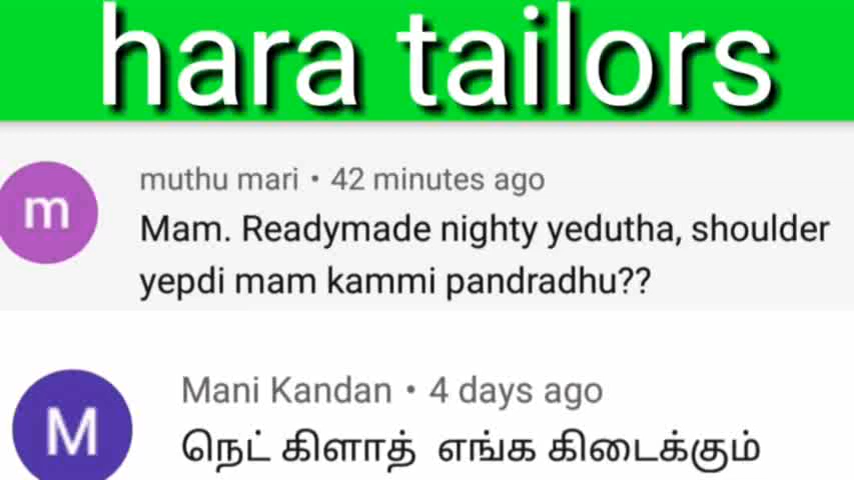 hara tailors
m
muthu mari • 42 minutes ago
Mam. Readymade nighty yedutha, shoulder
yepdi mam kammi pandradhu??
M
Mani Kandan • 4 days ago
நெட் கிளாத் எங்க கிடைக்கும்